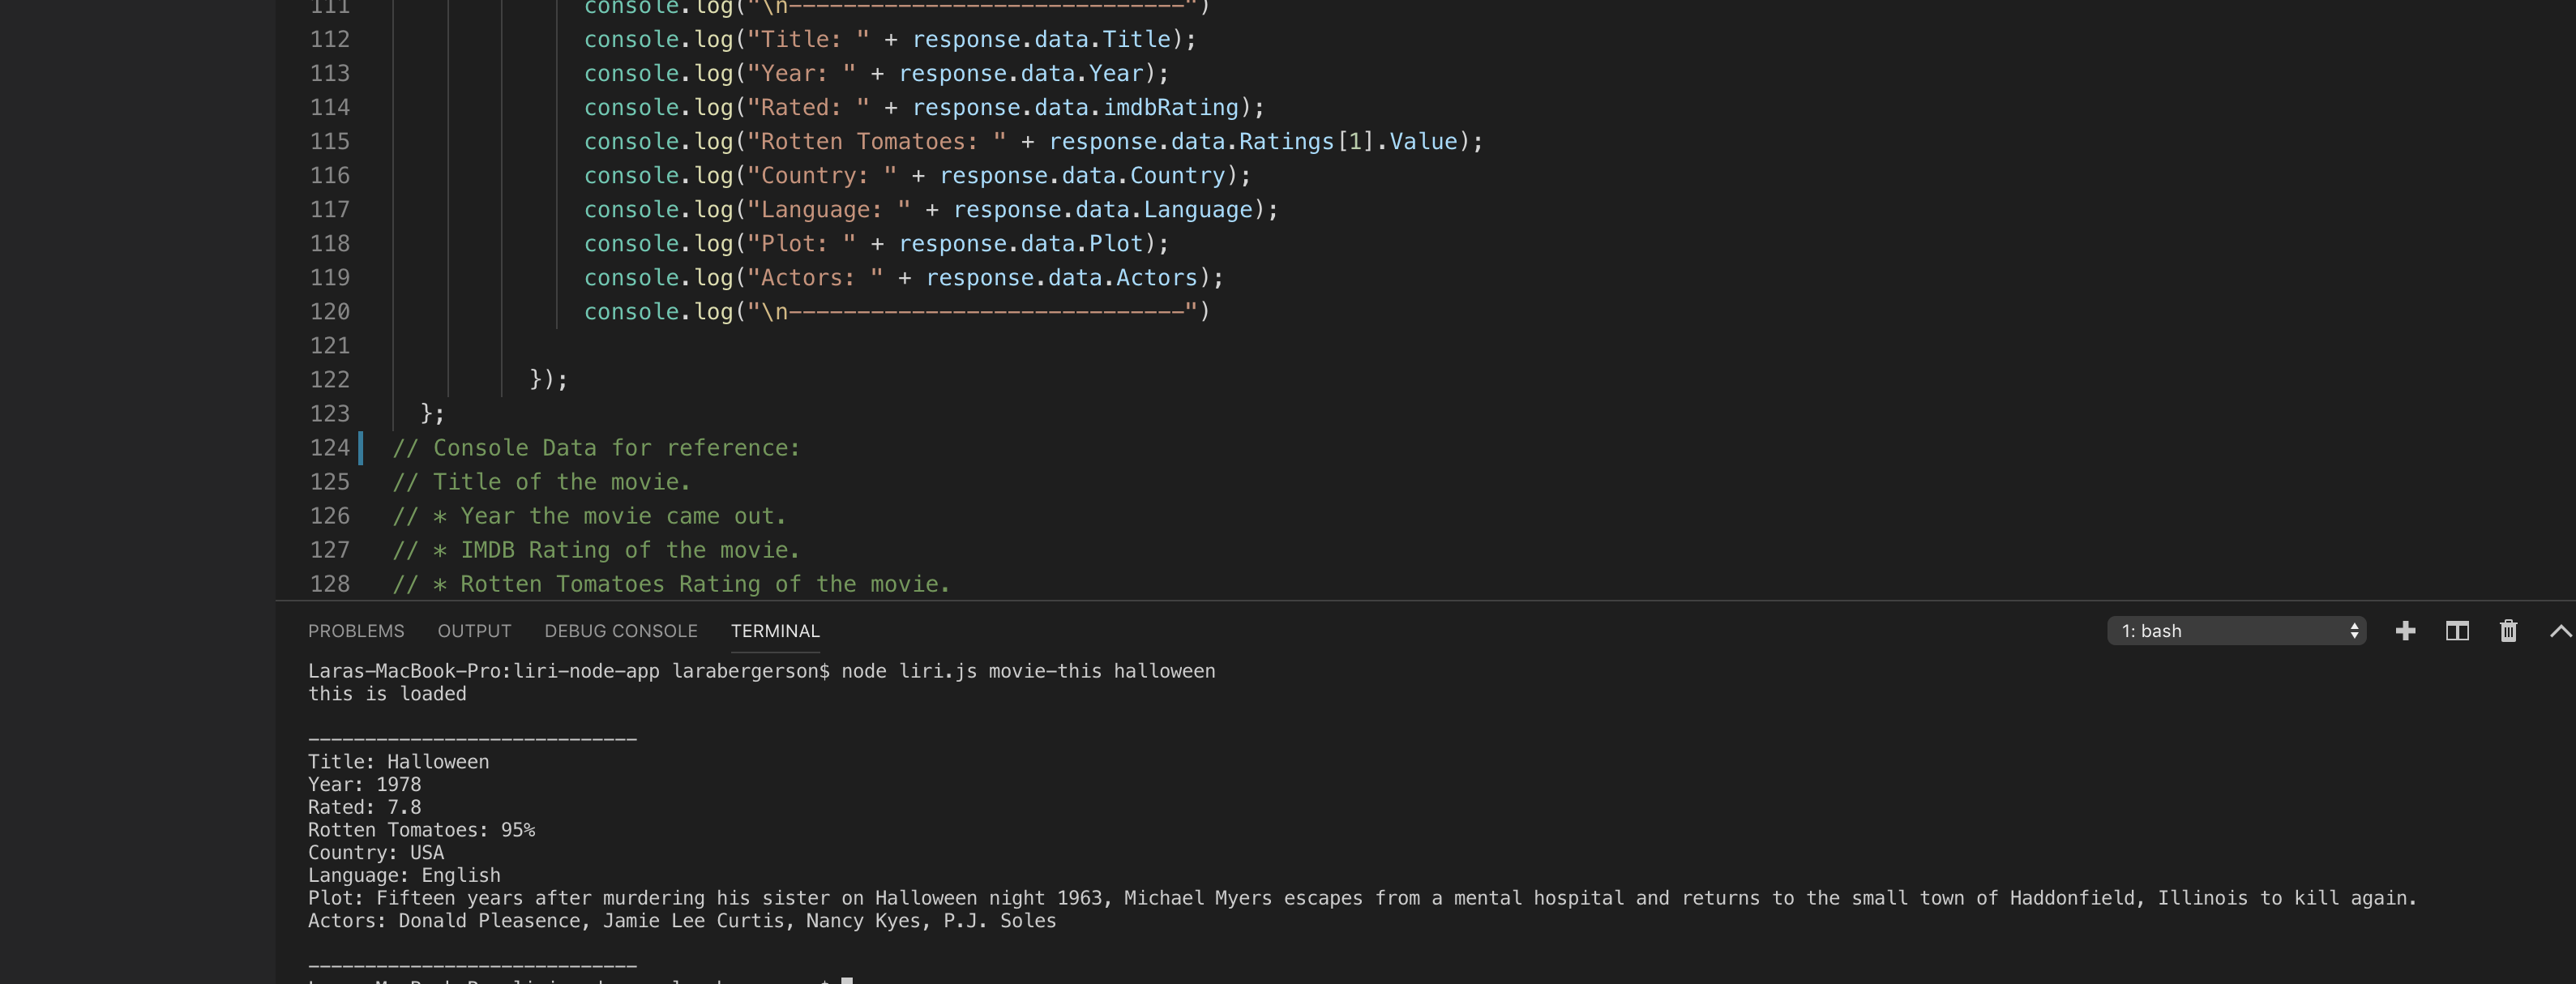 111 console.log("\n-----------------------------")
112 console.log("Title: " + response.data.Title);
113 console.log("Year: " + response.data.Year);
114 console.log("Rated: " + response.data.imdbRating);
115 console.log("Rotten Tomatoes: " + response.data.Ratings[1].Value);
116 console.log("Country: " + response.data.Country);
117 console.log("Language: " + response.data.Language);
118 console.log("Plot: " + response.data.Plot);
119 console.log("Actors: " + response.data.Actors);
120 console.log("\n-----------------------------")
121
122 });
123 };
124 // Console Data for reference:
125 // Title of the movie.
126 // * Year the movie came out.
127 // * IMDB Rating of the movie.
128 // * Rotten Tomatoes Rating of the movie.
PROBLEMS OUTPUT DEBUG CONSOLE TERMINAL 1: bash
Laras-MacBook-Pro:liri-node-app larabergerson$ node liri.js movie-this halloween
this is loaded
-----------------------------
Title: Halloween
Year: 1978
Rated: 7.8
Rotten Tomatoes: 95%
Country: USA
Language: English
Plot: Fifteen years after murdering his sister on Halloween night 1963, Michael Myers escapes from a mental hospital and returns to the small town of Haddonfield, Illinois to kill again.
Actors: Donald Pleasence, Jamie Lee Curtis, Nancy Kyes, P.J. Soles
-----------------------------